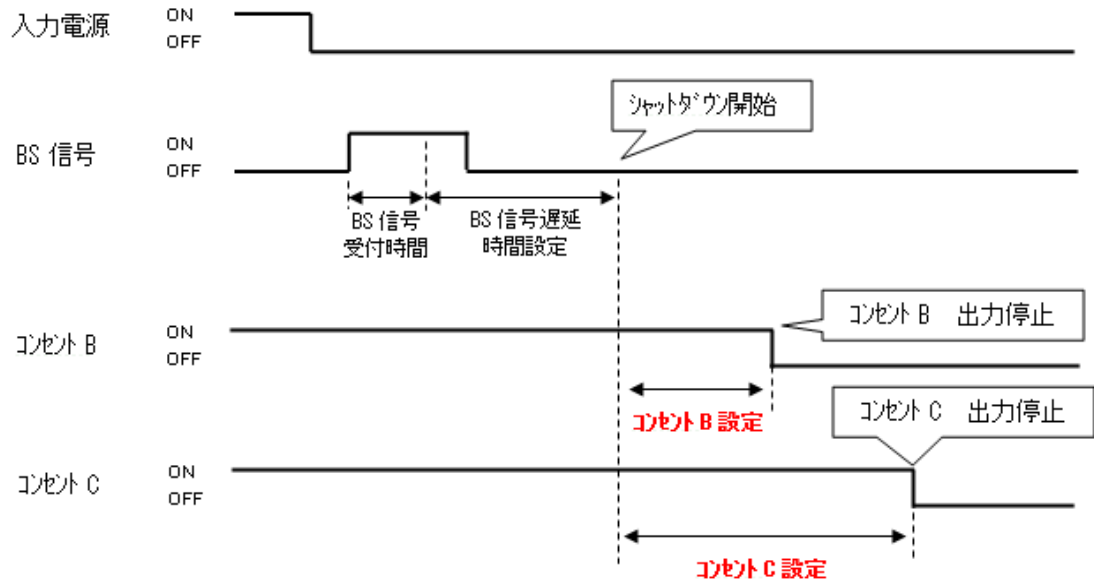 入力電源
ON
OFF
シャットダウン開始
BS 信号
ON
OFF
BS 信号
受付時間
BS 信号遅延
時間設定
コンセント B
ON
OFF
コンセント B 出力停止
コンセント B 設定
コンセント C 出力停止
コンセント C
ON
OFF
コンセント C 設定